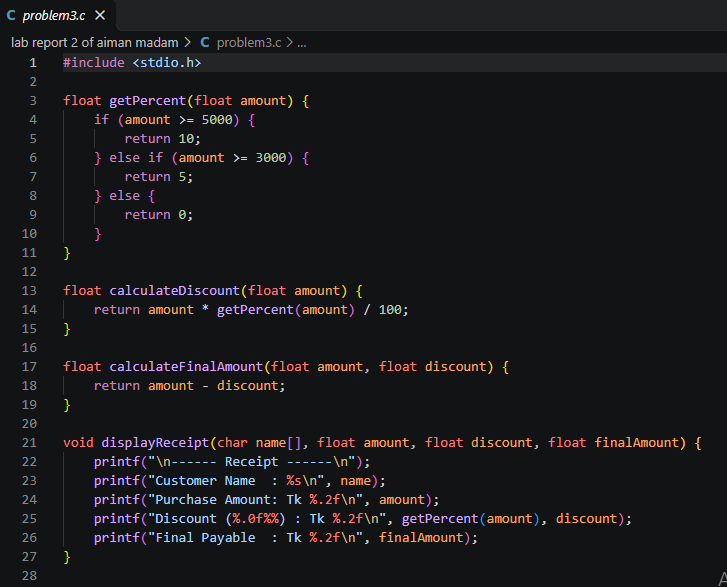 C problem3.c ×
lab report 2 of aiman madam > C problem3.c > ...
1 #include <stdio.h>
2
3 float getPercent(float amount) {
4     if (amount >= 5000) {
5         return 10;
6     } else if (amount >= 3000) {
7         return 5;
8     } else {
9         return 0;
10     }
11 }
12
13 float calculateDiscount(float amount) {
14     return amount * getPercent(amount) / 100;
15 }
16
17 float calculateFinalAmount(float amount, float discount) {
18     return amount - discount;
19 }
20
21 void displayReceipt(char name[], float amount, float discount, float finalAmount) {
22     printf("\n------ Receipt ------\n");
23     printf("Customer Name  : %s\n", name);
24     printf("Purchase Amount: Tk %.2f\n", amount);
25     printf("Discount (%.0f%%) : Tk %.2f\n", getPercent(amount), discount);
26     printf("Final Payable  : Tk %.2f\n", finalAmount);
27 }
28